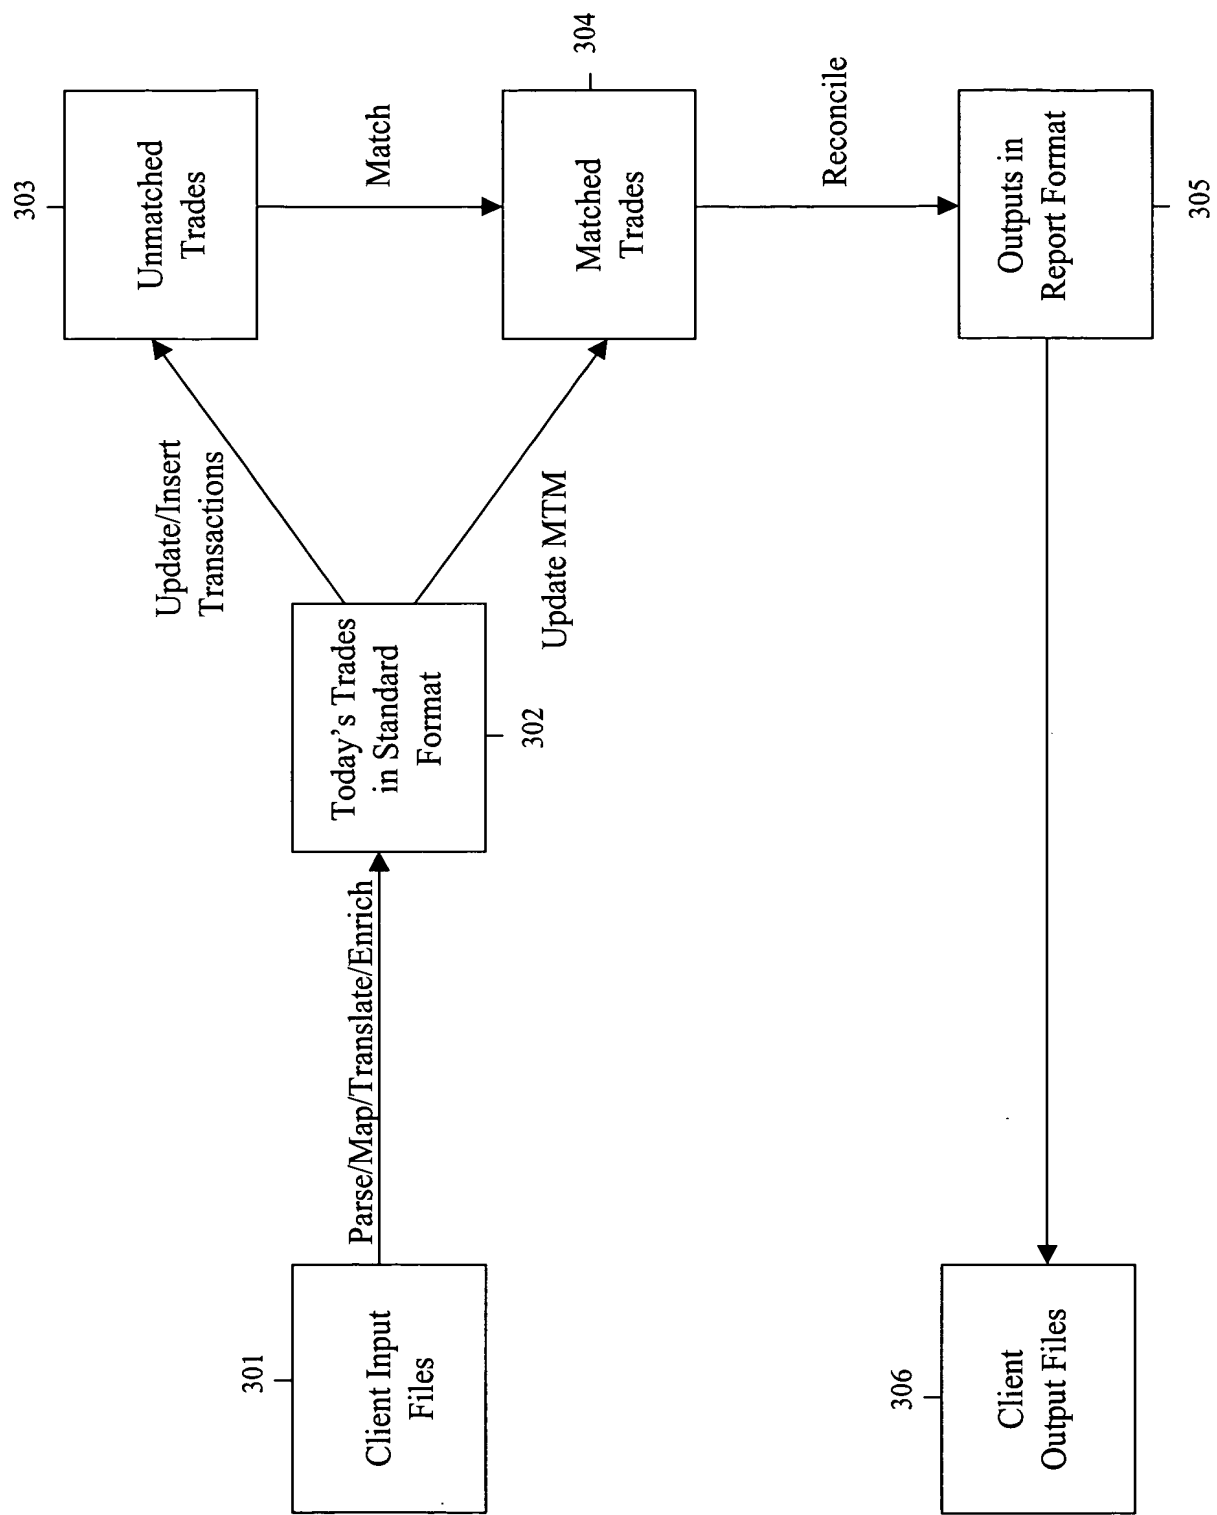 301
Client Input
Files
Parse/Map/Translate/Enrich
Today's Trades
in Standard
Format
302
Update/Insert
Transactions
Update MTM
303
Unmatched
Trades
Match
304
Matched
Trades
Reconcile
Outputs in
Report Format
305
306
Client
Output Files